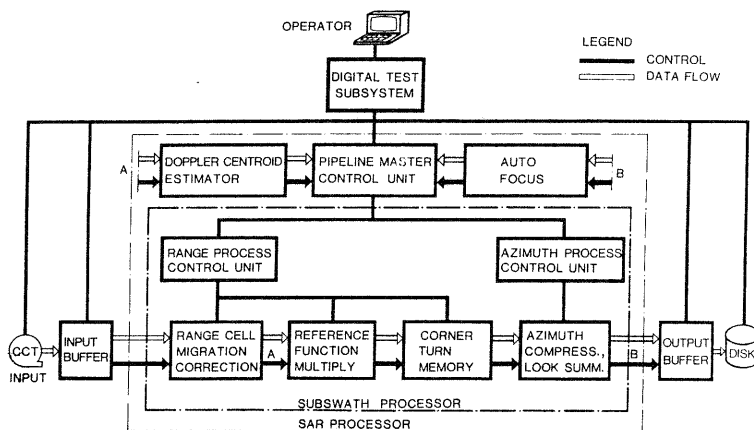 OPERATOR
LEGEND
CONTROL
DATA FLOW
DIGITAL TEST
SUBSYSTEM
A
DOPPLER CENTROID
ESTIMATOR
PIPELINE MASTER
CONTROL UNIT
AUTO
FOCUS
B
RANGE PROCESS
CONTROL UNIT
AZIMUTH PROCESS
CONTROL UNIT
CCT
INPUT
INPUT
BUFFER
RANGE CELL
MIGRATION
CORRECTION
A
REFERENCE
FUNCTION
MULTIPLY
CORNER
TURN
MEMORY
AZIMUTH
COMPRESS.,
LOOK SUMM.
B
OUTPUT
BUFFER
DISK
SUBSWATH PROCESSOR
SAR PROCESSOR